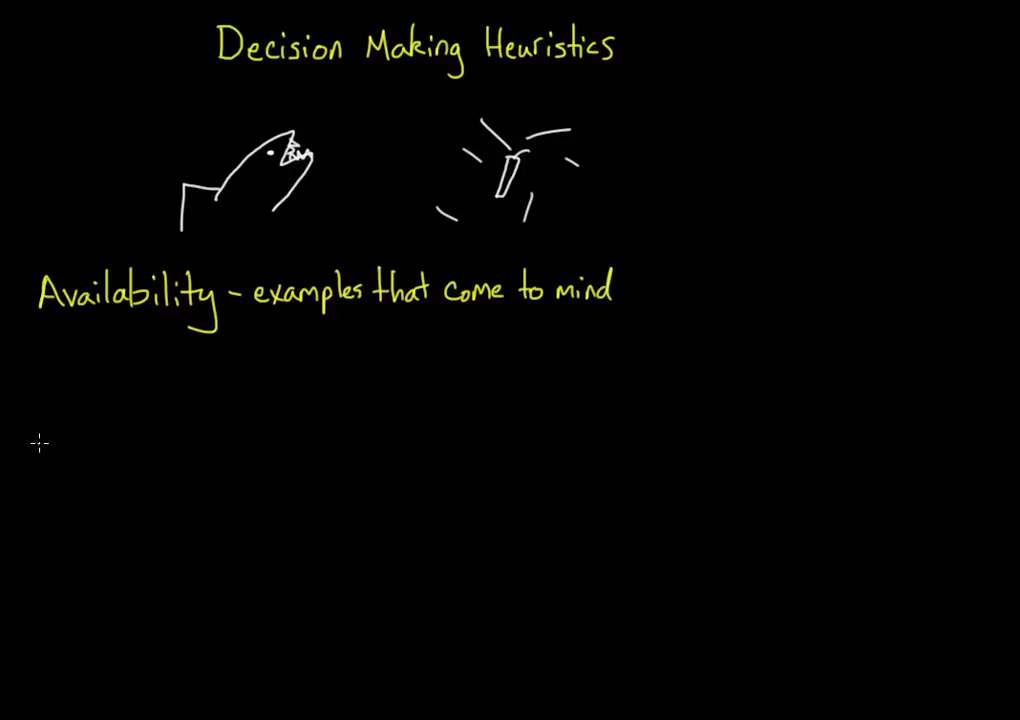 Decision Making Heuristics
Availability - examples that come to mind